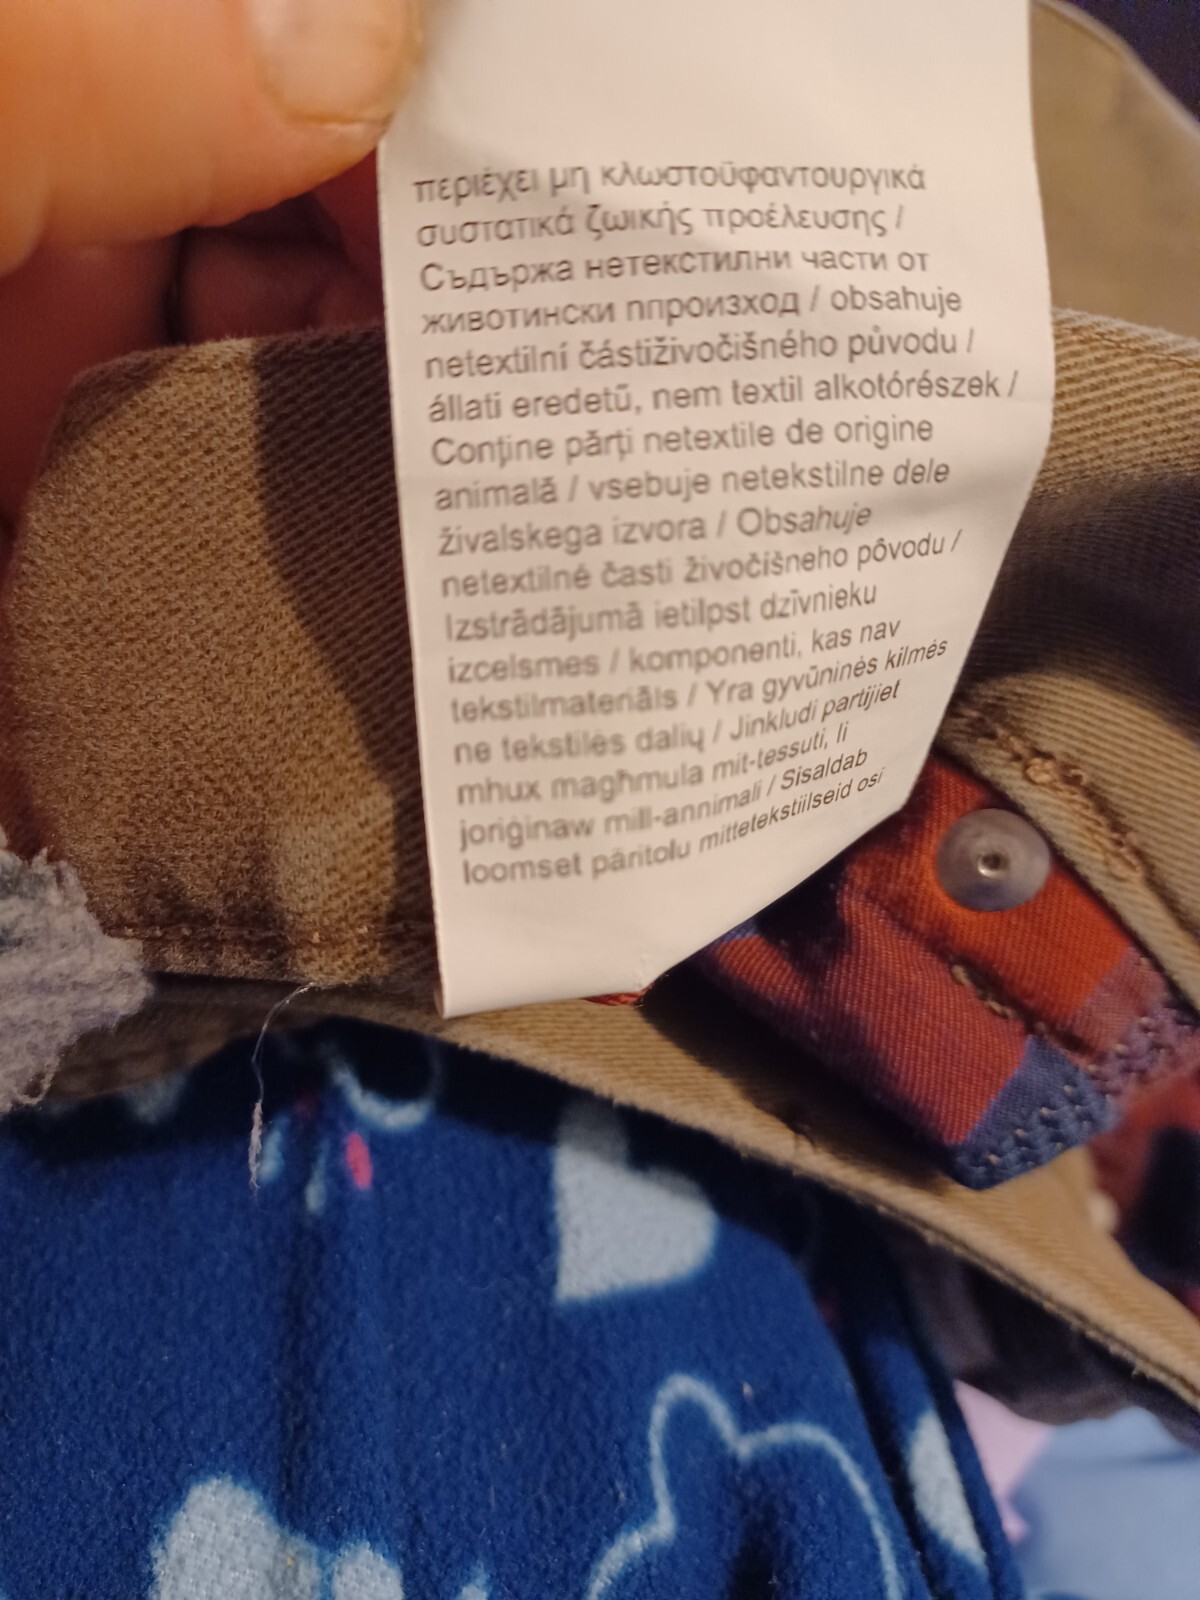 περιέχει μη κλωστοϋφαντουργικά
συστατικά ζωικής προέλευσης /
Съдържа нетекстилни части от
животински ппроизход / obsahuje
netextilní částiživočišného původu /
állati eredetű, nem textil alkotórészek /
Conţine părţi netextile de origine
animală / vsebuje netekstilne dele
živalskega izvora / Obsahuje
netextilné časti živočíšneho pôvodu /
Izstrādājumā ietilpst dzīvnieku
izcelsmes / komponenti, kas nav
tekstilmateriāls / Yra gyvūninės kilmės
ne tekstilės dalių / Jinkludi partijiet
mhux magħmula mit-tessuti, li
joriġinaw mill-annimali / Sisaldab
loomset päritolu mittetekstiilseid osi